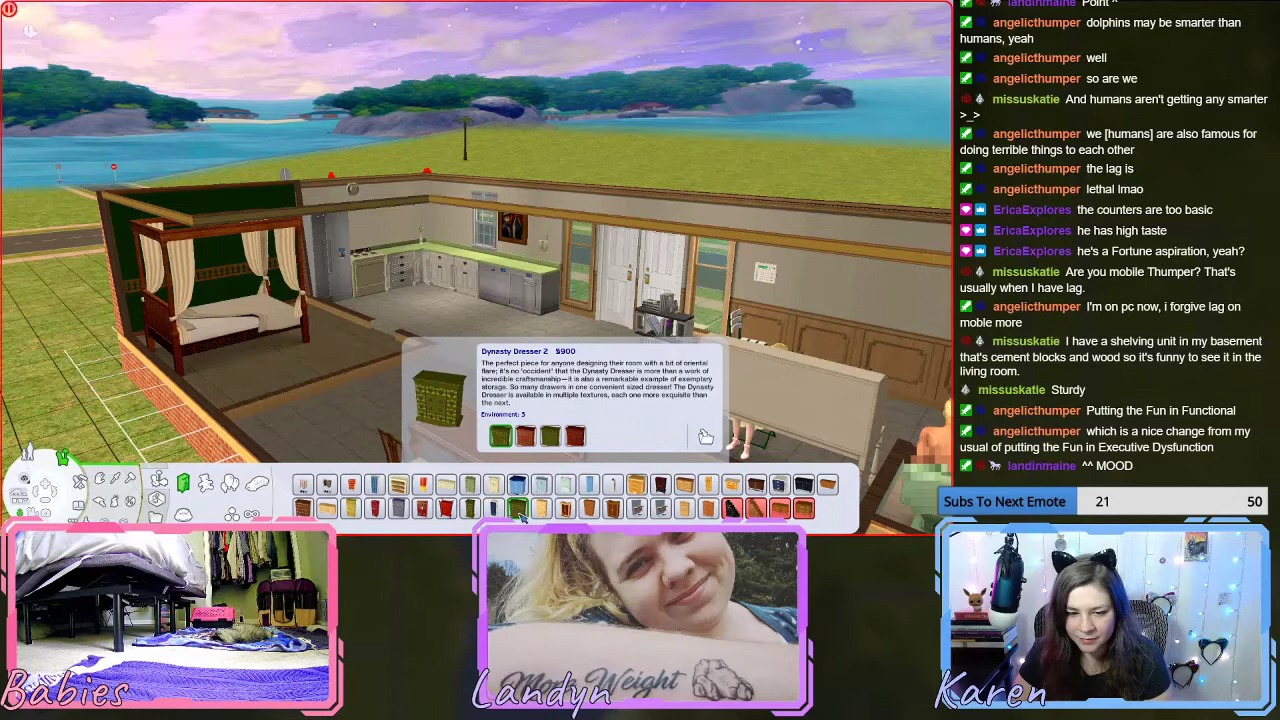 landinmaine Point ^
angelicthumper dolphins may be smarter than
humans, yeah
angelicthumper well
angelicthumper so are we
missuskatie And humans aren't getting any smarter
>_>
angelicthumper we [humans] are also famous for
doing terrible things to each other
angelicthumper the lag is
angelicthumper lethal lmao
EricaExplores the counters are too basic
EricaExplores he has high taste
EricaExplores he's a Fortune aspiration, yeah?
missuskatie Are you mobile Thumper? That's
usually when I have lag.
angelicthumper I'm on pc now, i forgive lag on
moble more
missuskatie I have a shelving unit in my basement
that's cement blocks and wood so it's funny to see it in the
living room.
missuskatie Sturdy
angelicthumper Putting the Fun in Functional
angelicthumper which is a nice change from my
usual of putting the Fun in Executive Dysfunction
landinmaine ^^ MOOD
Dynasty Dresser 2 §900
The perfect piece for anyone designing their room with a bit of oriental
flare; it's no 'occident' that the Dynasty Dresser is more than a work of
incredible craftsmanship—it is also a remarkable example of exemplary
storage. So many drawers in one convenient sized dresser! The Dynasty
Dresser is available in multiple textures, each one more exquisite than
the next.
Environment: 3
Subs To Next Emote 21 50
Babies
Landyn
Karen
Weight